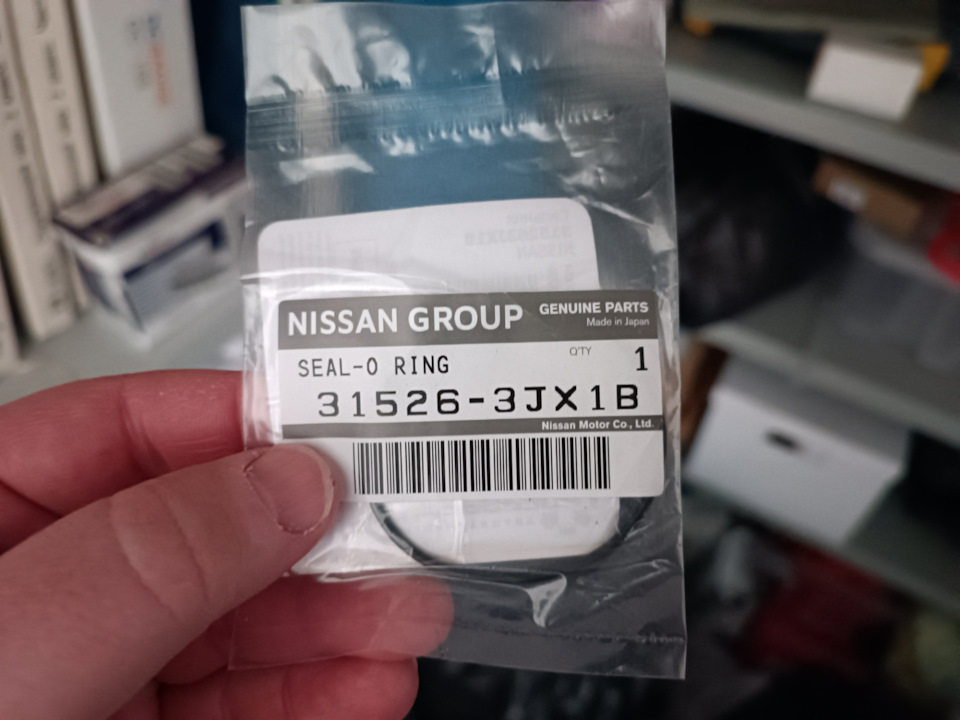 NISSAN GROUP
GENUINE PARTS
Made in Japan
SEAL-O RING
Q'TY 1
31526-3JX1B
Nissan Motor Co., Ltd.